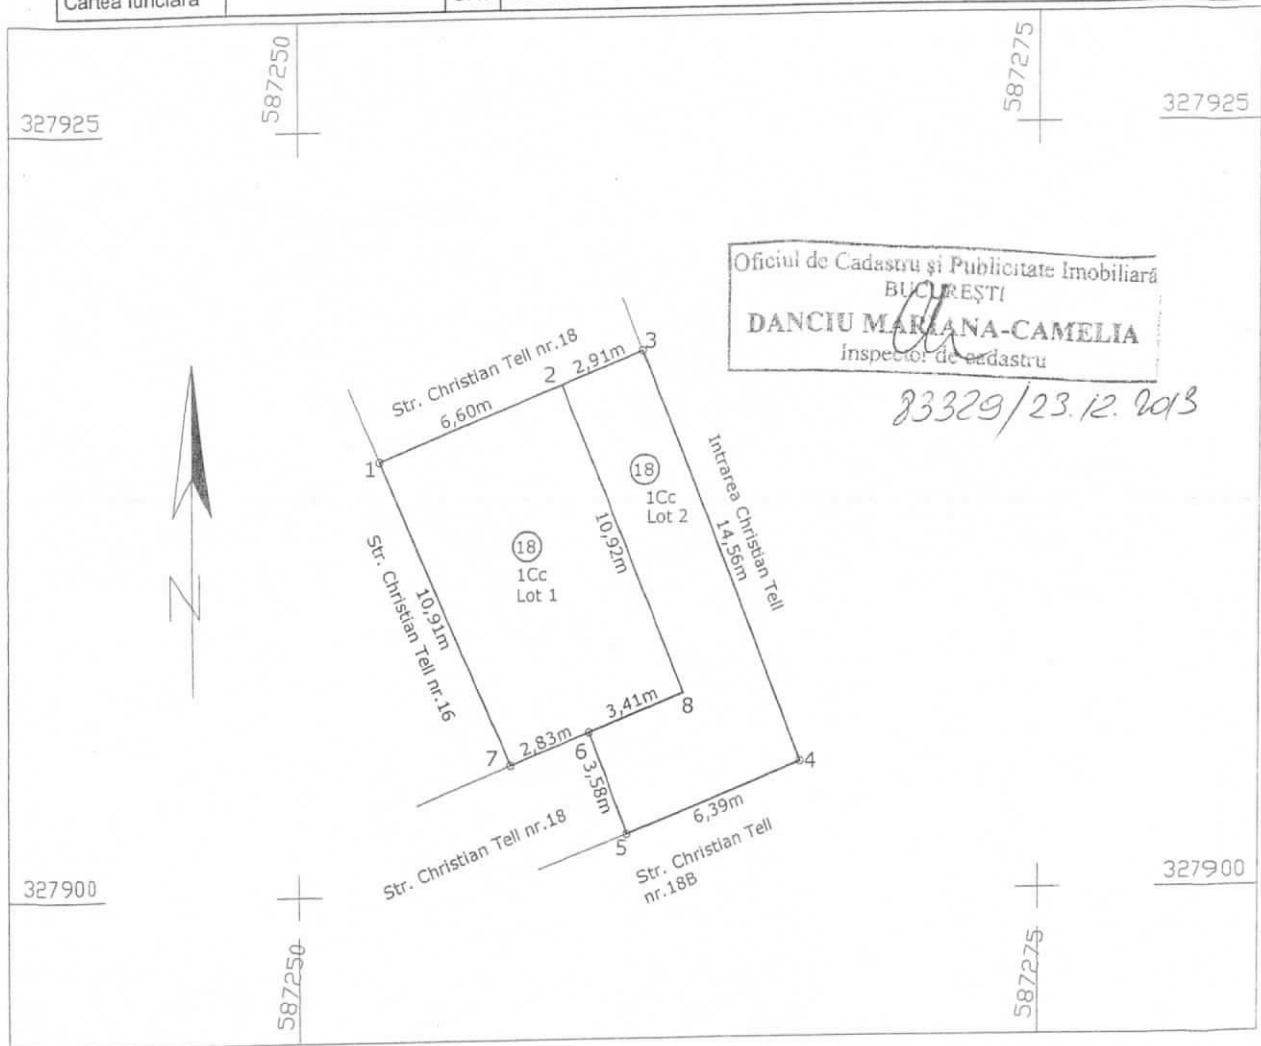 Cartea funciara
587250
587275
327925
327925
Oficiul de Cadastru și Publicitate Imobiliară
BUCUREȘTI
DANCIU MARIANA-CAMELIA
Inspector de cadastru
83329/23.12.2013
Str. Christian Tell nr.18
2,91m
3
2
6,60m
1
18
1Cc
Lot 2
Intrarea Christian Tell
14,56m
10,92m
18
1Cc
Lot 1
Str. Christian Tell nr.16
10,91m
N
3,41m
8
2,83m
7
6
3,58m
4
6,39m
5
Str. Christian Tell nr.18
Str. Christian Tell
nr.18B
327900
327900
587250
587275